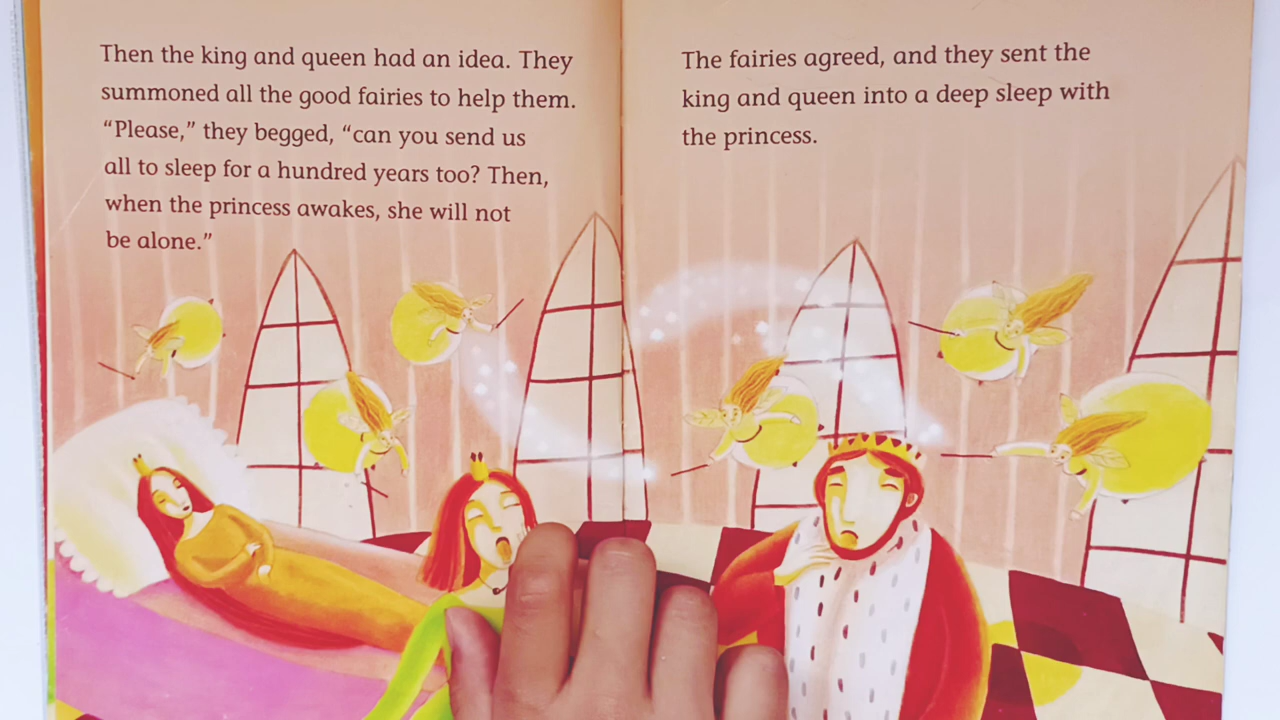 Then the king and queen had an idea. They
summoned all the good fairies to help them.
“Please,” they begged, “can you send us
all to sleep for a hundred years too? Then,
when the princess awakes, she will not
be alone.”
The fairies agreed, and they sent the
king and queen into a deep sleep with
the princess.